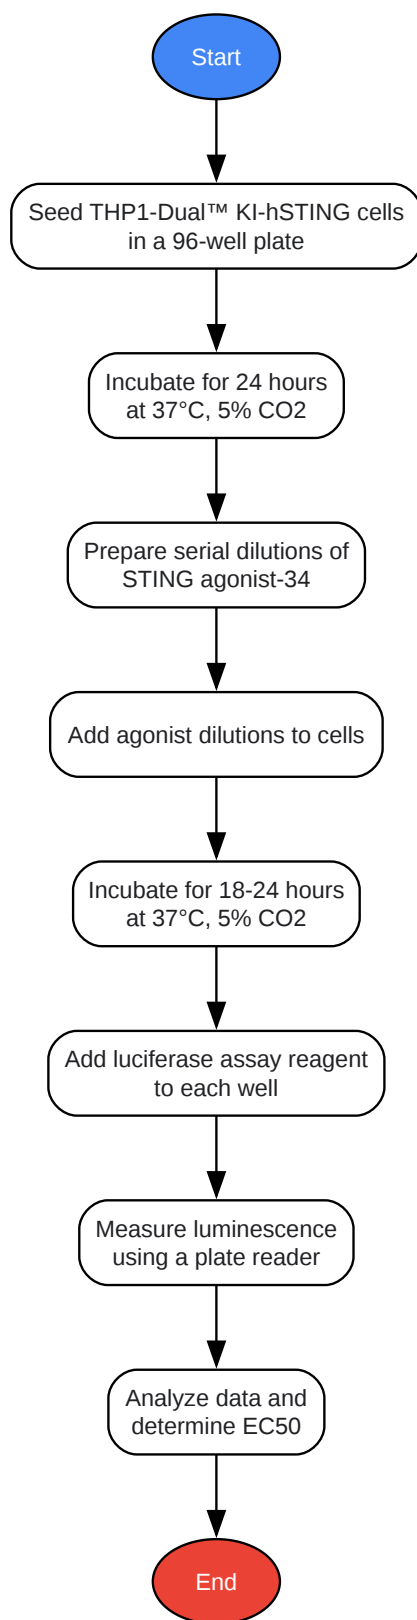 Start
Seed THP1-Dual™ KI-hSTING cells
in a 96-well plate
Incubate for 24 hours
at 37°C, 5% CO2
Prepare serial dilutions of
STING agonist-34
Add agonist dilutions to cells
Incubate for 18-24 hours
at 37°C, 5% CO2
Add luciferase assay reagent
to each well
Measure luminescence
using a plate reader
Analyze data and
determine EC50
End